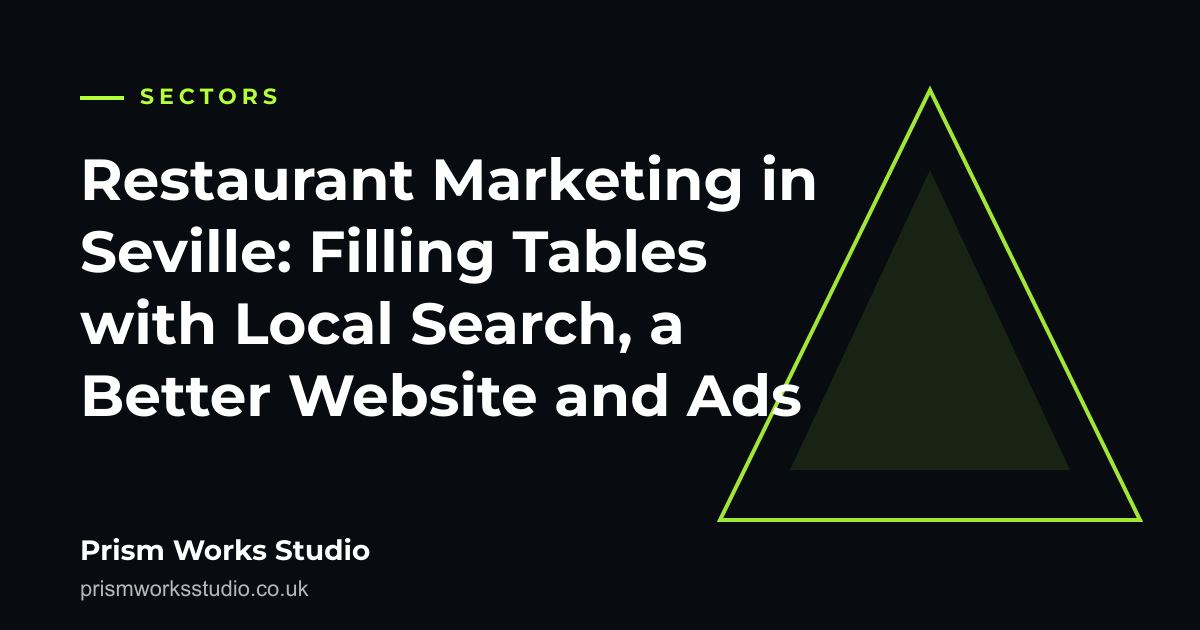 SECTORS
Restaurant Marketing in
Seville: Filling Tables
with Local Search, a
Better Website and Ads
Prism Works Studio
prismworksstudio.co.uk